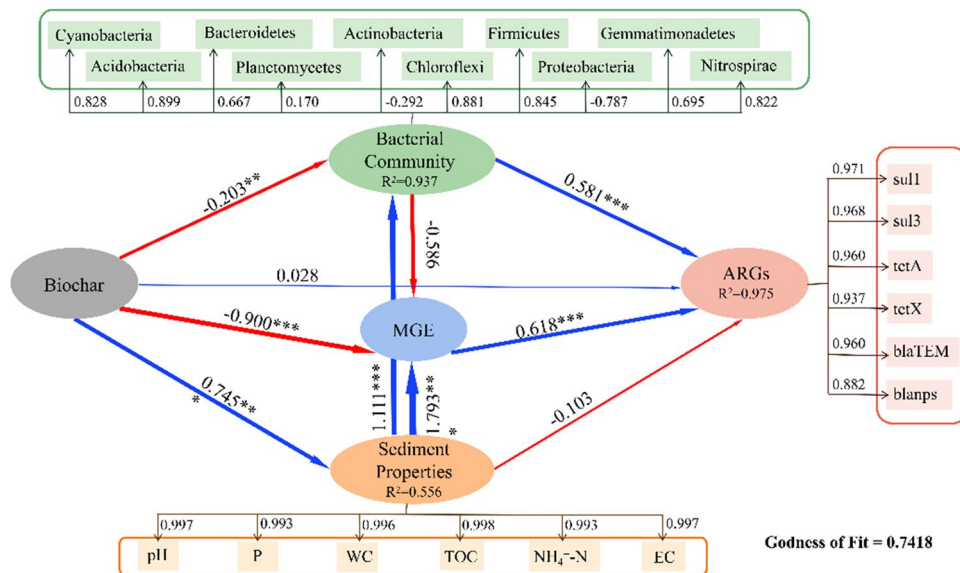 Cyanobacteria
Bacteroidetes
Actinobacteria
Firmicutes
Gemmatimonadetes
Acidobacteria
Planctomycetes
Chloroflexi
Proteobacteria
Nitrospirae
0.828
0.899
0.667
0.170
-0.292
0.881
0.845
-0.787
0.695
0.822
Bacterial
Community
R²=0.937
-0.203**
0.581***
-0.586
0.971
sul1
0.968
sul3
0.960
tetA
0.937
tetX
0.960
blaTEM
0.882
blanps
Biochar
0.028
ARGs
R²=0.975
-0.900***
MGE
0.618***
0.745**
*
1.111***
1.793**
*
-0.103
Sediment
Properties
R²=0.556
0.997
0.993
0.996
0.998
0.993
0.997
pH
P
WC
TOC
NH₄⁻-N
EC
Godness of Fit = 0.7418